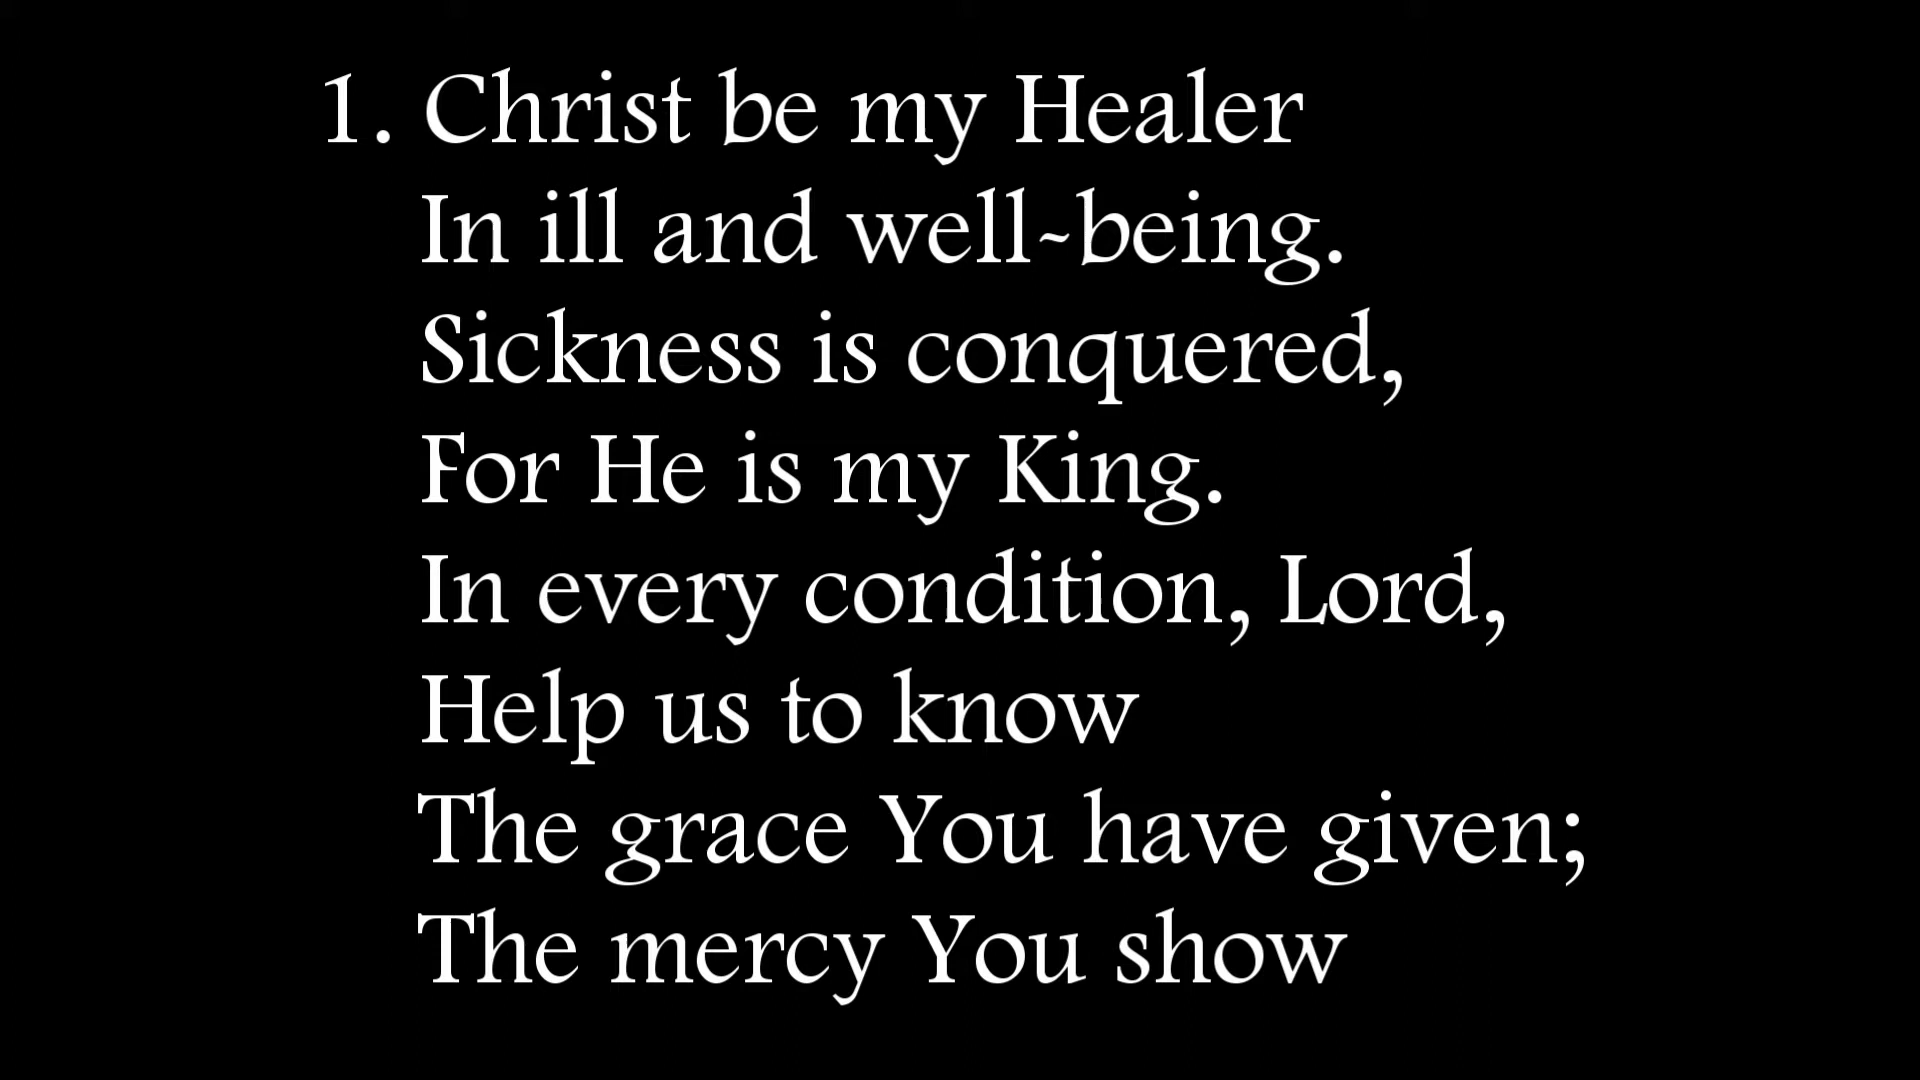 1. Christ be my Healer
In ill and well-being.
Sickness is conquered,
For He is my King.
In every condition, Lord,
Help us to know
The grace You have given;
The mercy You show